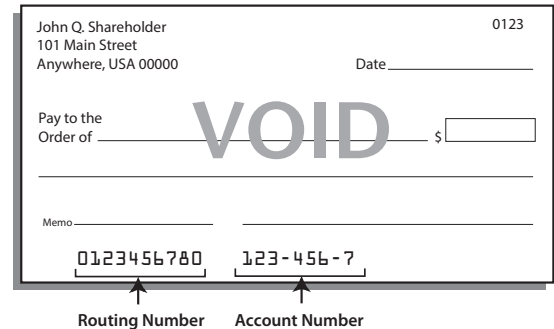 John Q. Shareholder 0123
101 Main Street
Anywhere, USA 00000 Date
Pay to the
Order of VOID $
Memo
0123456780 123-456-7
Routing Number Account Number